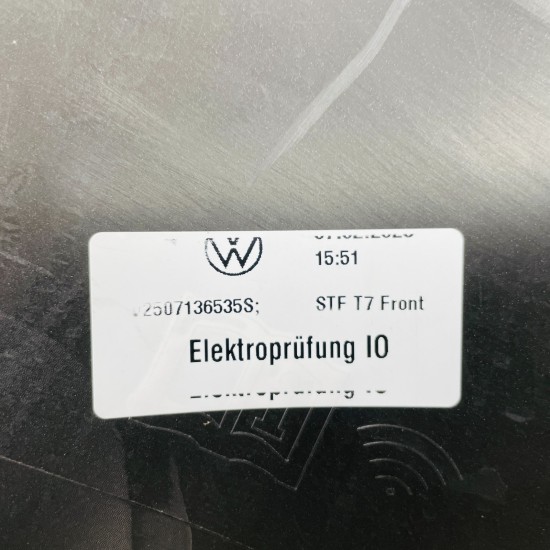 15:51
2507136535S;
STF T7 Front
Elektroprüfung IO